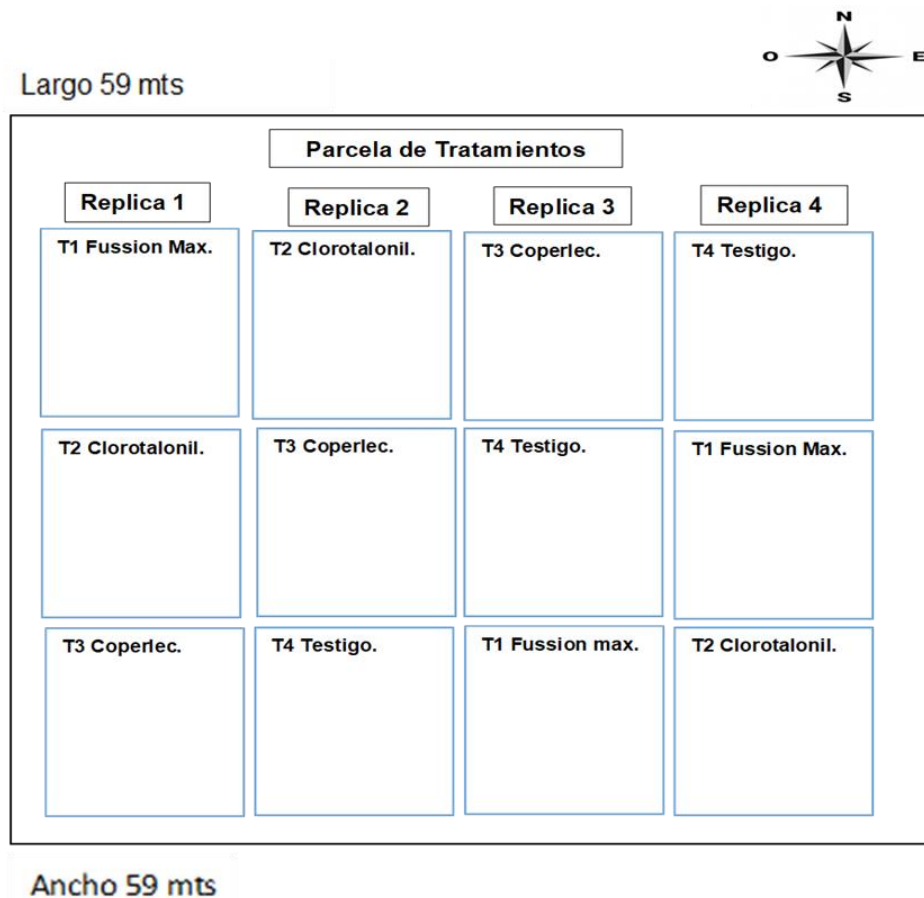 N
O E
S
Largo 59 mts
Parcela de Tratamientos
Replica 1 Replica 2 Replica 3 Replica 4
T1 Fussion Max. T2 Clorotalonil. T3 Coperlec. T4 Testigo.
T2 Clorotalonil. T3 Coperlec. T4 Testigo. T1 Fussion Max.
T3 Coperlec. T4 Testigo. T1 Fussion max. T2 Clorotalonil.
Ancho 59 mts